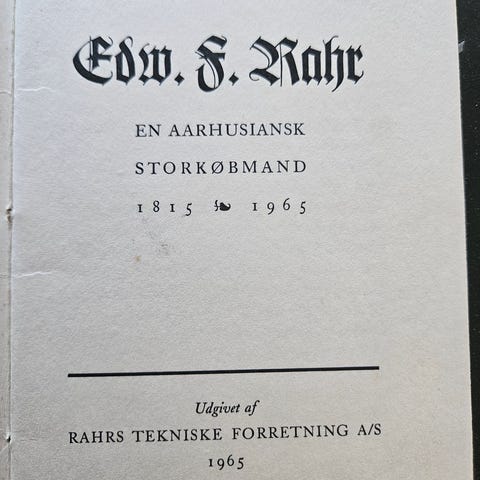 Edw. F. Rahr
EN AARHUSIANSK
STORKØBMAND
1815 ❧ 1965
Udgivet af
RAHRS TEKNISKE FORRETNING A/S
1965